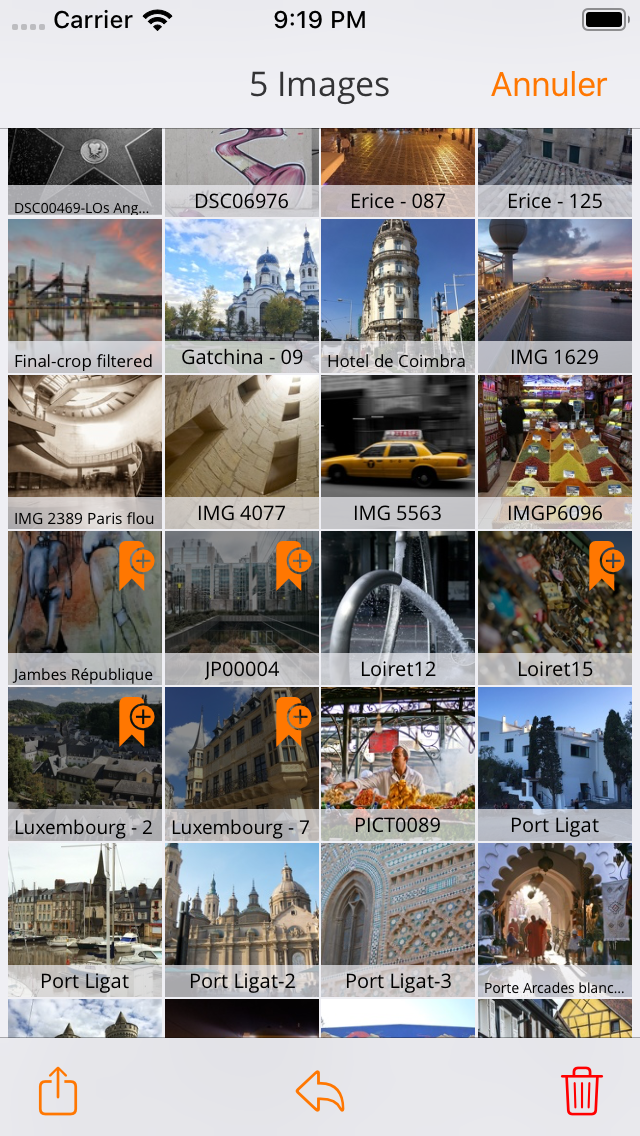 Carrier 9:19 PM
5 Images Annuler
DSC00469-LOs Ang... DSC06976 Erice - 087 Erice - 125
Final-crop filtered Gatchina - 09 Hotel de Coimbra IMG 1629
IMG 2389 Paris flou IMG 4077 IMG 5563 IMGP6096
Jambes République JP00004 Loiret12 Loiret15
Luxembourg - 2 Luxembourg - 7 PICT0089 Port Ligat
Port Ligat Port Ligat-2 Port Ligat-3 Porte Arcades blanc...